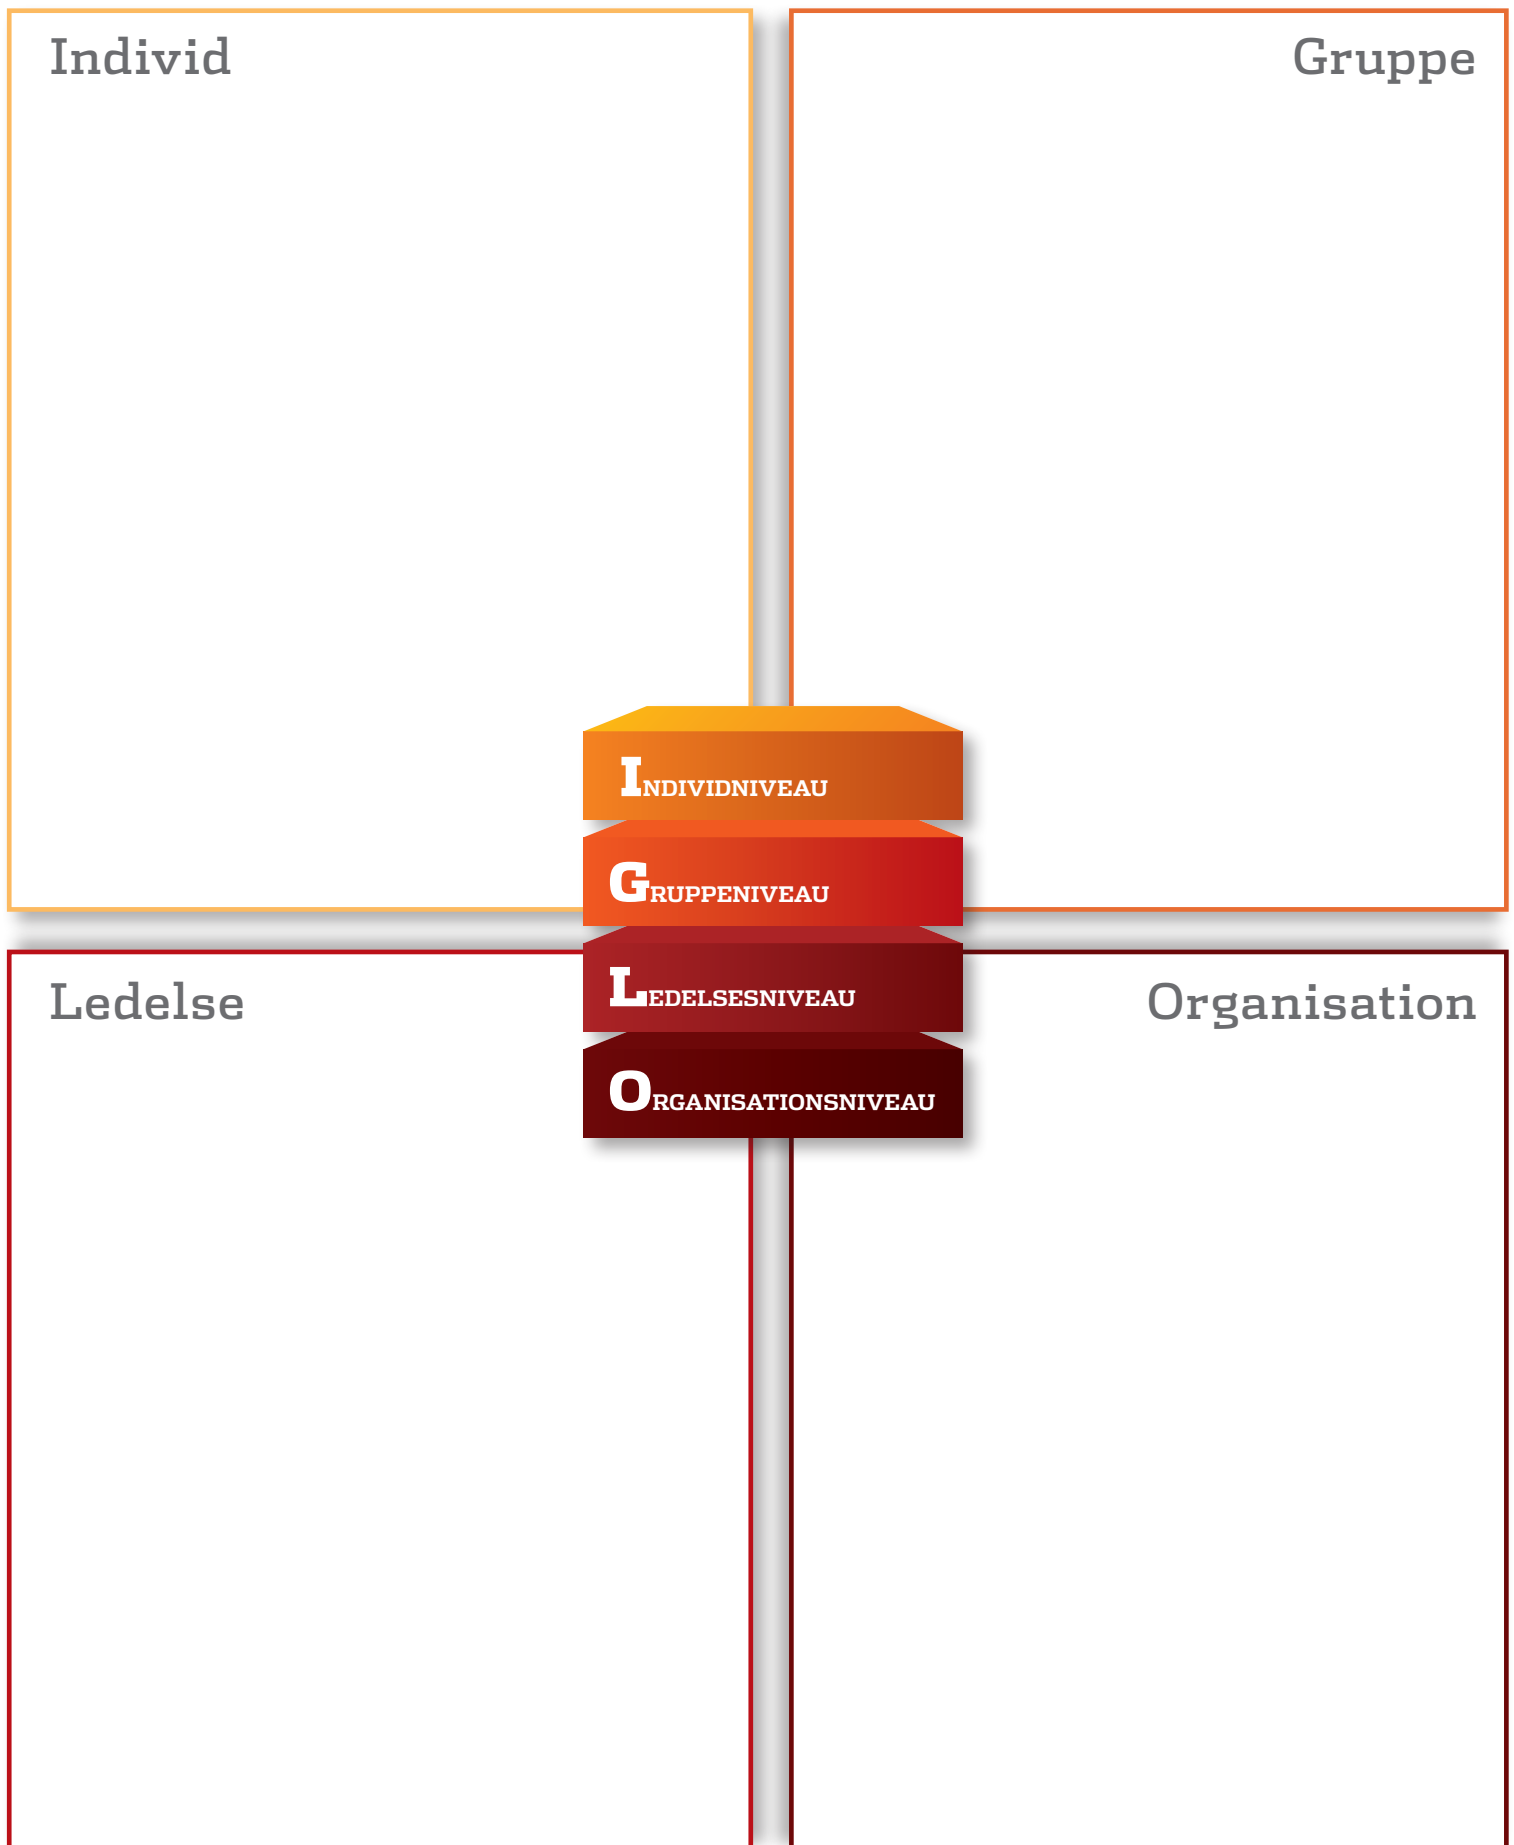 Individ
Gruppe
INDIVIDNIVEAU
GRUPPENIVEAU
LEDELSESNIVEAU
ORGANISATIONSNIVEAU
Ledelse
Organisation